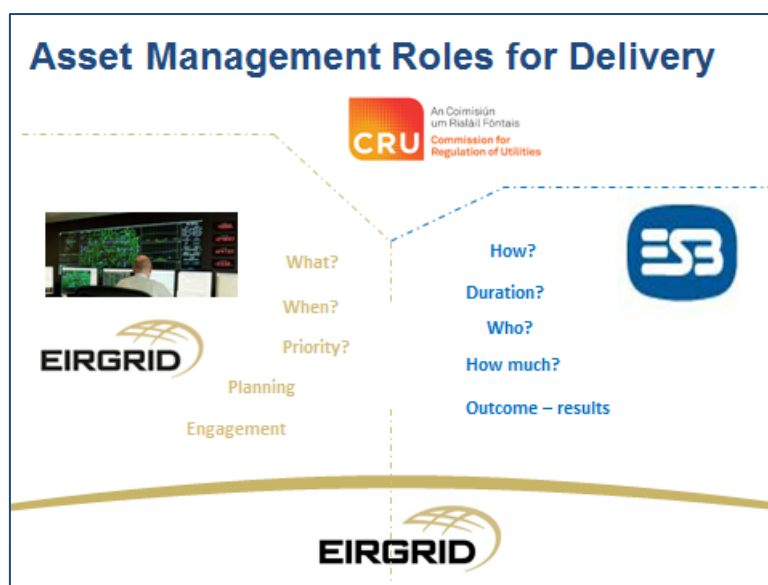 Asset Management Roles for Delivery
CRU
An Coimisiún
um Rialáil Fóntais
Commission for
Regulation of Utilities
What?
When?
Priority?
Planning
Engagement
EIRGRID
How?
Duration?
Who?
How much?
Outcome – results
ESB
EIRGRID